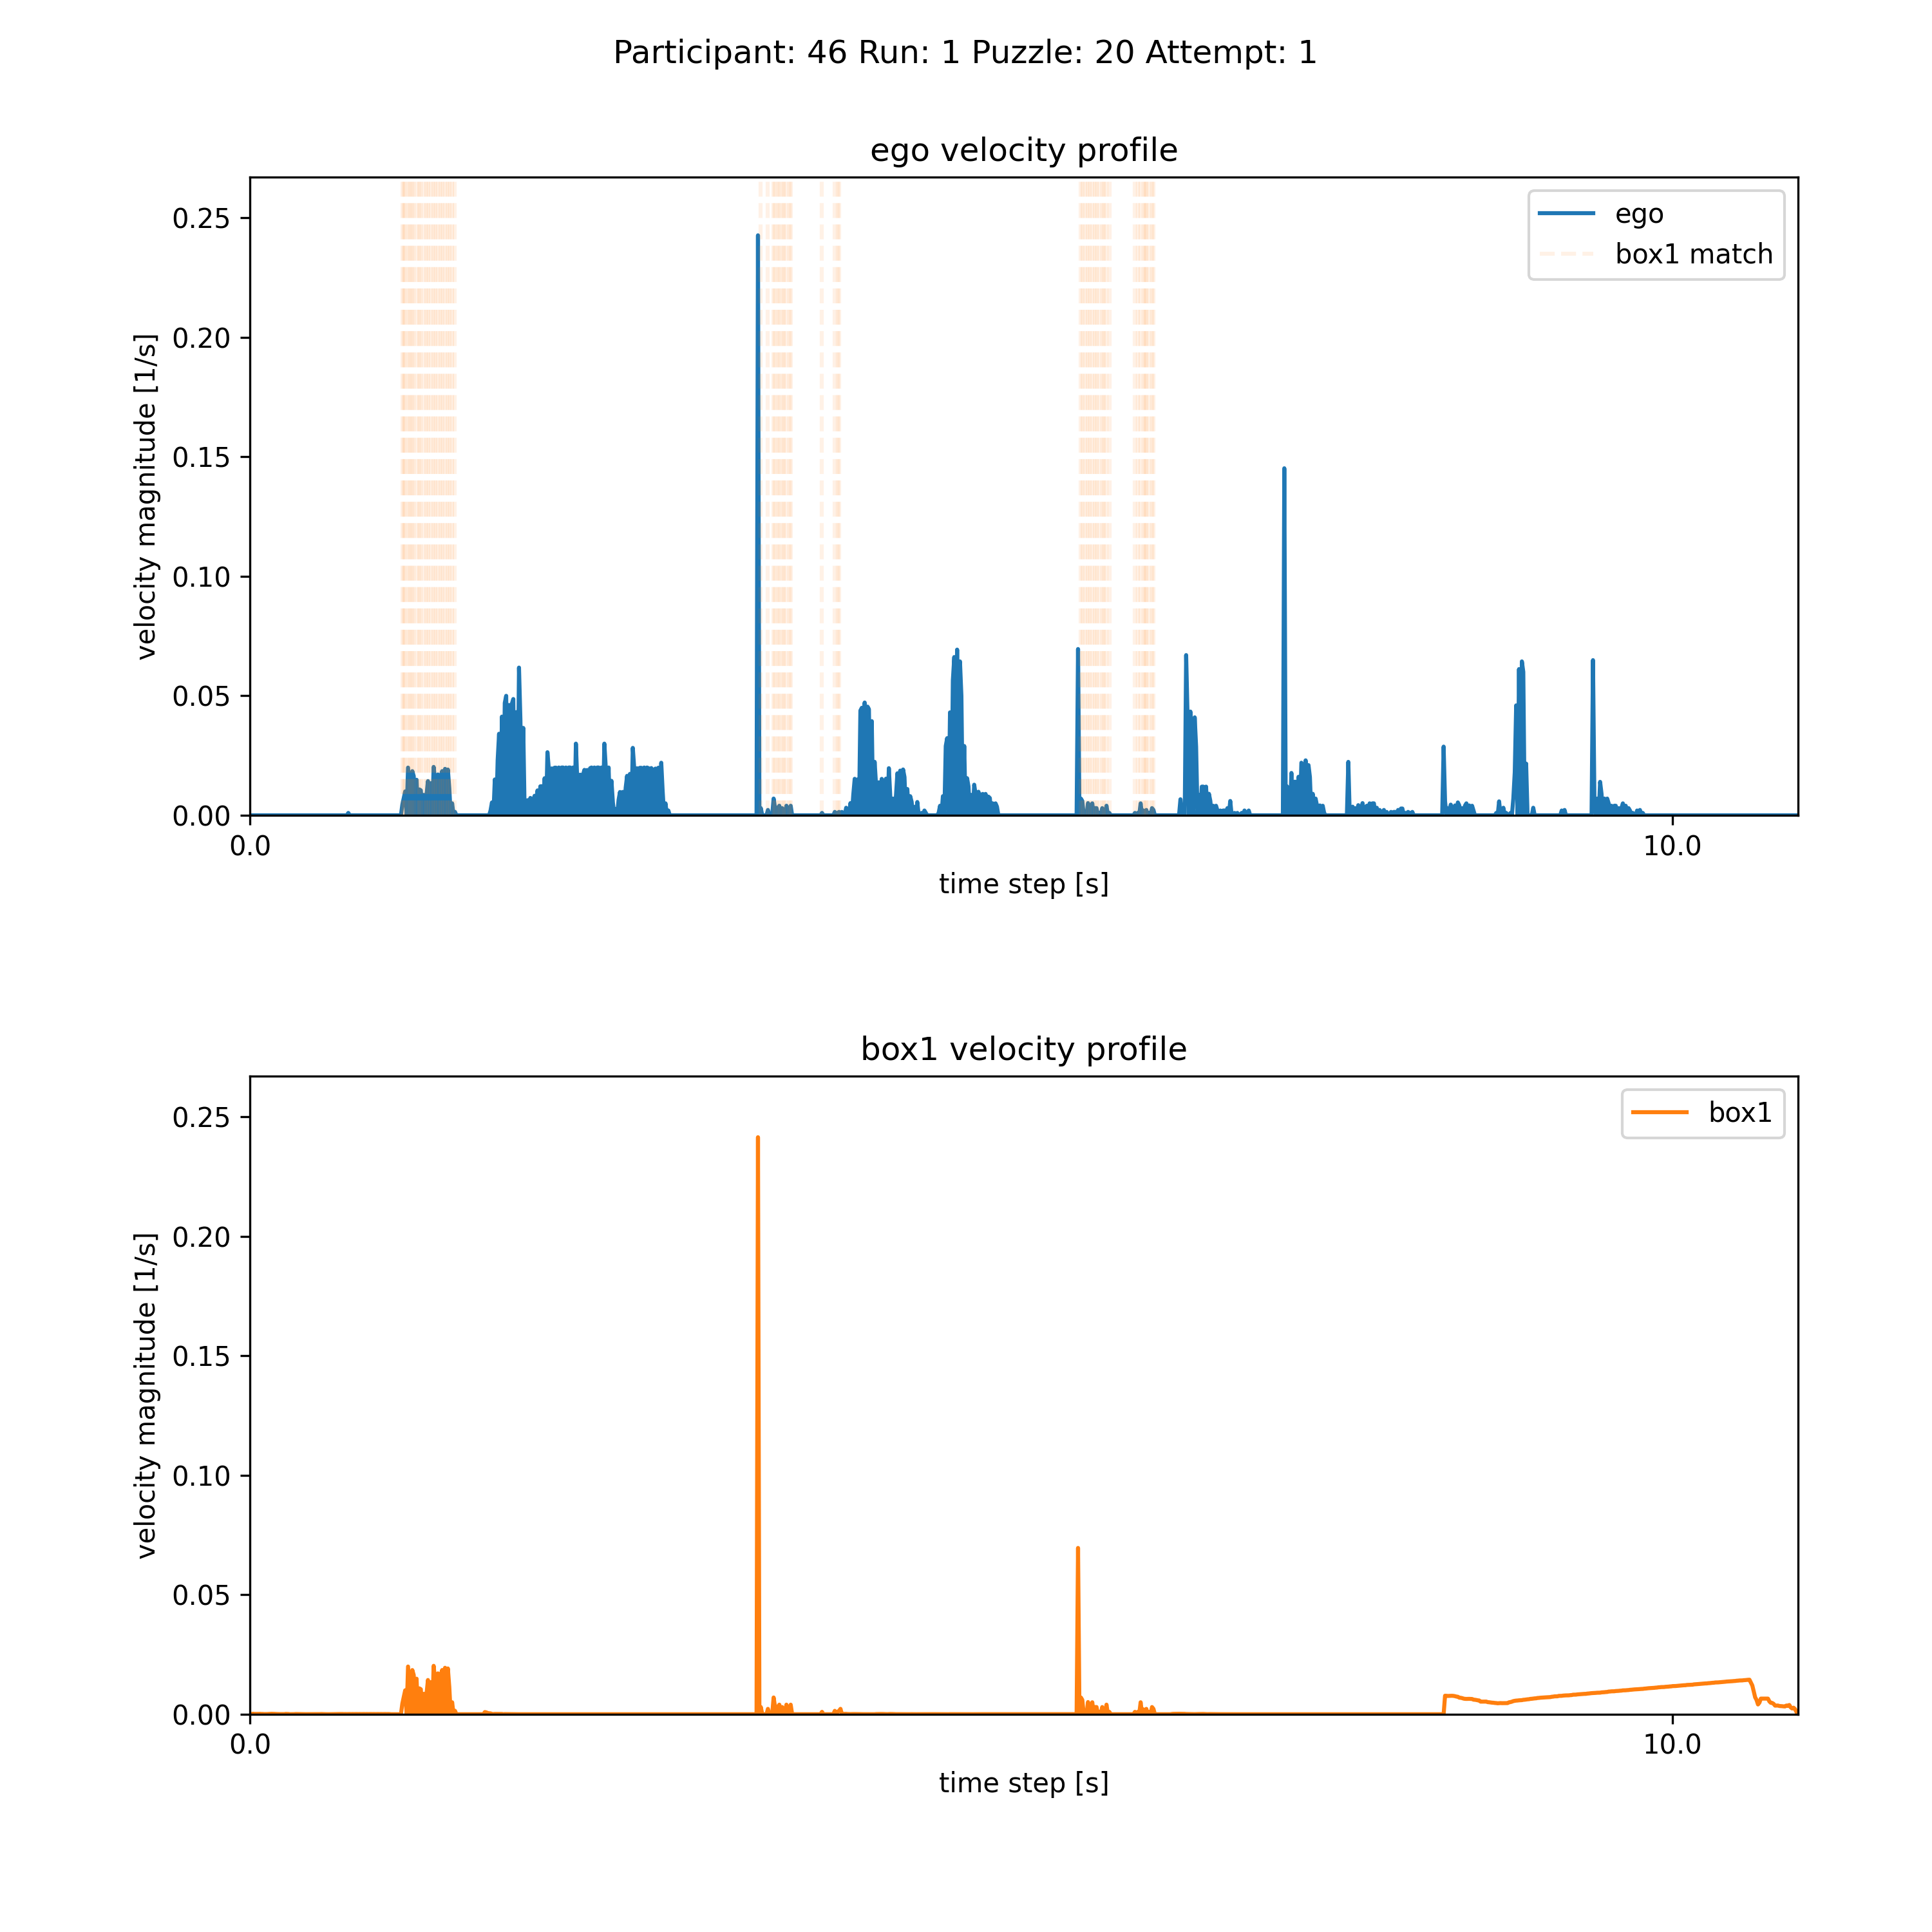 Participant: 46 Run: 1 Puzzle: 20 Attempt: 1
ego velocity profile
velocity magnitude [1/s]
0.25
0.20
0.15
0.10
0.05
0.00
ego
box1 match
0.0
10.0
time step [s]
box1 velocity profile
velocity magnitude [1/s]
0.25
0.20
0.15
0.10
0.05
0.00
box1
0.0
10.0
time step [s]